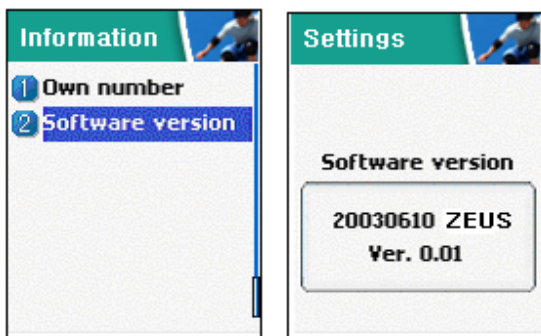 Information
1 Own number
2 Software version
Settings
Software version
20030610 ZEUS
Ver. 0.01